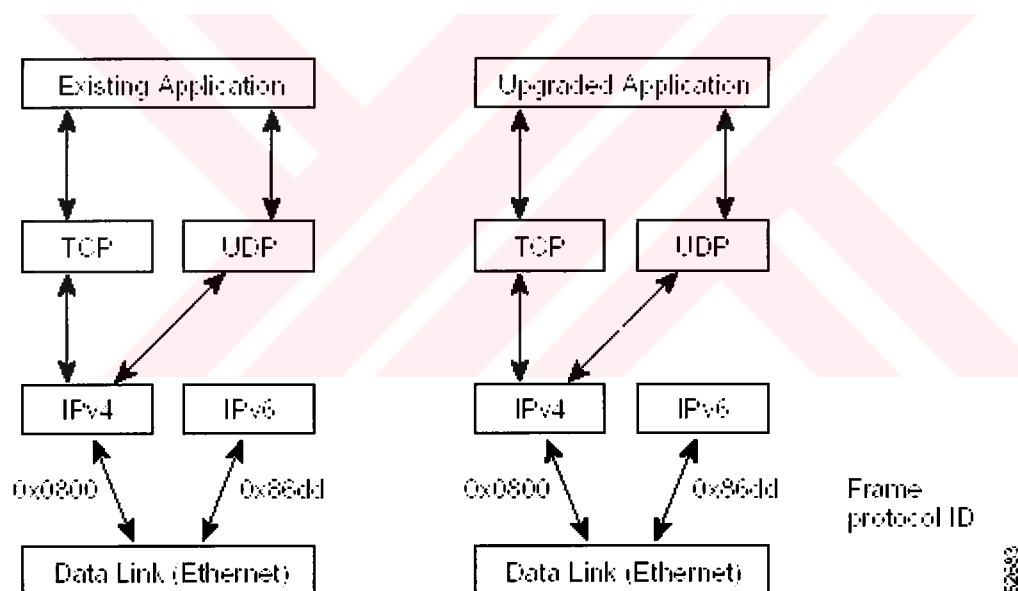 Existing Application
Upgraded Application
TCP
UDP
TCP
UDP
IPv4
IPv6
IPv4
IPv6
0x0800
0x86dd
0x0800
0x86dd
Frame
protocol ID
Data Link (Ethernet)
Data Link (Ethernet)
52683